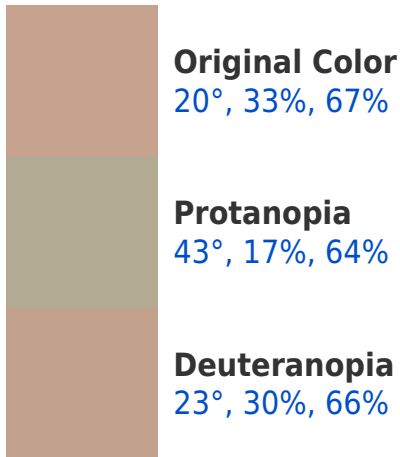 Original Color
20°, 33%, 67%
Protanopia
43°, 17%, 64%
Deuteranopia
23°, 30%, 66%